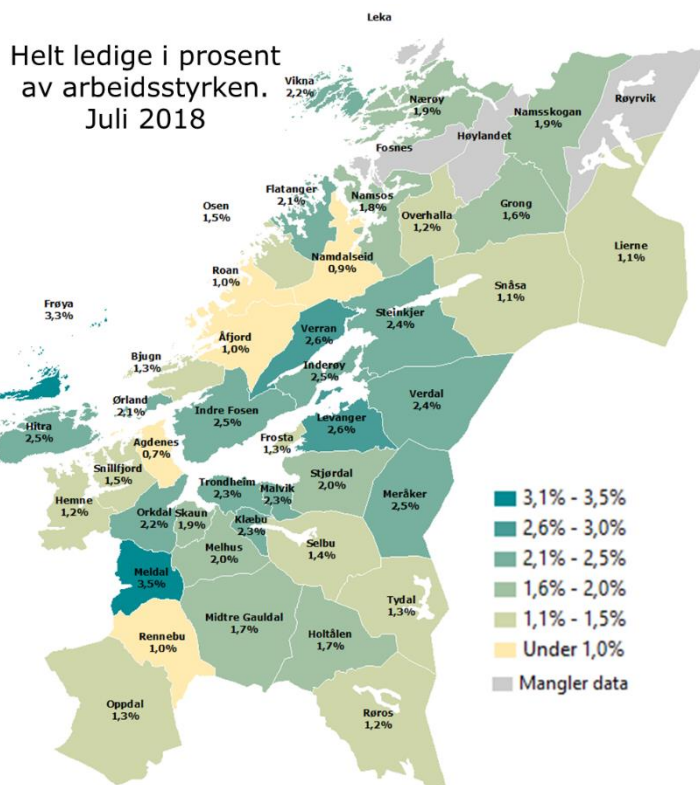 Helt ledige i prosent
av arbeidsstyrken.
Juli 2018
Leka
Vikna
2,2%
Nærøy
1,9%
Namsskogan
1,9%
Røyrvik
Høylandet
Fosnes
Flatanger
2,1%
Namsos
1,8%
Osen
1,5%
Overhalla
1,2%
Grong
1,6%
Lierne
1,1%
Namdalseid
0,9%
Roan
1,0%
Snåsa
1,1%
Frøya
3,3%
Steinkjer
2,4%
Verran
2,6%
Åfjord
1,0%
Bjugn
1,3%
Inderøy
2,5%
Verdal
2,4%
Ørland
2,1%
Indre Fosen
2,5%
Hitra
2,5%
Levanger
2,6%
Frosta
1,3%
Agdenes
0,7%
Snillfjord
1,5%
Stjørdal
2,0%
Trondheim
2,3%
Malvik
2,3%
Meråker
2,5%
Hemne
1,2%
Orkdal
2,2%
Skaun
1,9%
Klæbu
2,3%
Selbu
1,4%
Melhus
2,0%
Meldal
3,5%
Tydal
1,3%
Midtre Gauldal
1,7%
Holtålen
1,7%
Rennebu
1,0%
Oppdal
1,3%
Røros
1,2%
3,1% - 3,5%
2,6% - 3,0%
2,1% - 2,5%
1,6% - 2,0%
1,1% - 1,5%
Under 1,0%
Mangler data